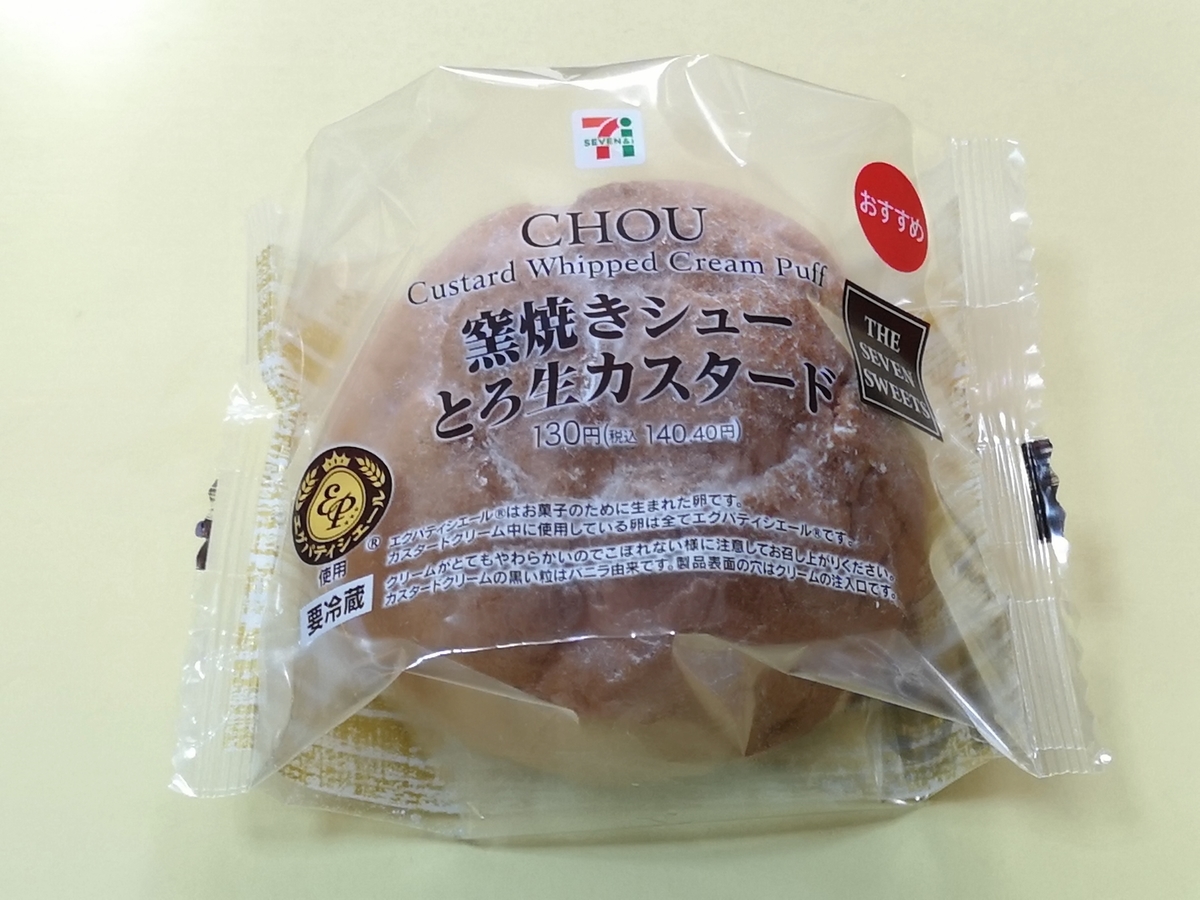 SEVEN&i
おすすめ
CHOU
Custard Whipped Cream Puff
窯焼きシュー
とろ生カスタード
130円(税込 140.40円)
THE
SEVEN
SWEETS
EP
エグパティシエール
®
使用
要冷蔵
エグパティシエール®はお菓子のために生まれた卵です。
カスタードクリーム中に使用している卵は全てエグパティシエール®です。
クリームがとてもやわらかいのでこぼれない様に注意してお召し上がりください。
カスタードクリームの黒い粒はバニラ由来です。製品表面の穴はクリームの注入口です。